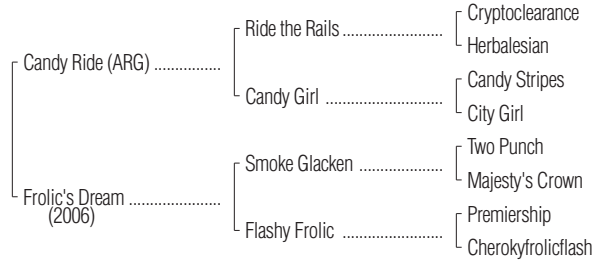 Cryptoclearance
Ride the Rails ......................
Herbalesian
Candy Ride (ARG) ..............
Candy Stripes
Candy Girl .........................
City Girl
Two Punch
Smoke Glacken ..................
Majesty's Crown
Frolic's Dream ....................
(2006)
Premiership
Flashy Frolic .....................
Cherokyfrolicflash